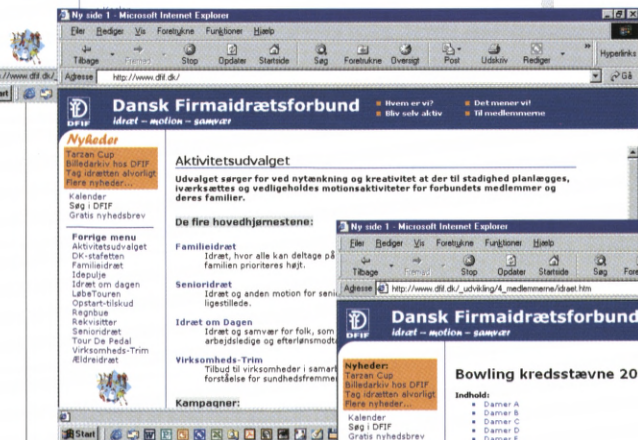 Ny side 1 - Microsoft Internet Explorer
Filer Rediger Vis Foretrukne Funktioner Hjælp
Tilbage Fremad Stop Opdater Startside Søg Foretrukne Oversigt Post Udskriv Rediger Hyperlinks
Adresse http://www.dfif.dk/ Gå
://www.dfif.dk/
art
DFIF
Dansk Firmaidrætsforbund
idræt – motion – samvær
Hvem er vi? Det mener vi!
Bliv selv aktiv Til medlemmerne
Nyheder
Tarzan Cup
Billedarkiv hos DFIF
Tag idrætten alvorligt
Flere nyheder...
Kalender
Søg i DFIF
Gratis nyhedsbrev
Forrige menu
Aktivitetsudvalget
DK-stafetten
Familieidræt
Idepulje
Idræt om dagen
LøbeTouren
Opstart-tilskud
Regnbue
Rekvisitter
Senioridræt
Tour De Pedal
Virksomheds-Trim
Ældreidræt
Aktivitetsudvalget
Udvalget sørger for ved nytænkning og kreativitet at der til stadighed planlægges,
iværksættes og vedligeholdes motionsaktiviteter for forbundets medlemmer og
deres familier.
De fire hovedhjørnestene:
Familieidræt
Idræt, hvor alle kan deltage på
familien prioriteres højt.
Senioridræt
Idræt og anden motion for seni
ligestillede.
Idræt om Dagen
Idræt og samvær for folk, som
arbejdsledige og efterlønsmodt
Virksomheds-Trim
Tilbud til virksomheder i samar
forståelse for sundhedsfremme
Kampagner:
Start
Ny side 1 - Microsoft Internet Explorer
Filer Rediger Vis Foretrukne Funktioner Hjælp
Tilbage Fremad Stop Opdater Startside Søg Fore
Adresse http://www.dfif.dk/_udvikling/4_medlemmerne/idraet.htm
DFIF
Dansk Firmaidrætsforbund
idræt – motion – samvær
Nyheder:
Tarzan Cup
Billedarkiv hos DFIF
Tag idrætten alvorligt
Flere nyheder...
Kalender
Søg i DFIF
Gratis nyhedsbrev
Bowling kredsstævne 20
Indhold:
Damer A
Damer B
Damer C
Damer D
Damer E